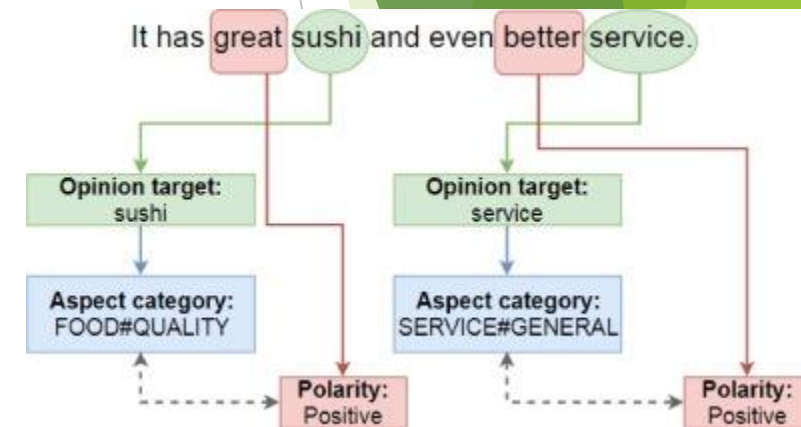 It has great sushi and even better service.
Opinion target:
sushi
Opinion target:
service
Aspect category:
FOOD#QUALITY
Aspect category:
SERVICE#GENERAL
Polarity:
Positive
Polarity:
Positive